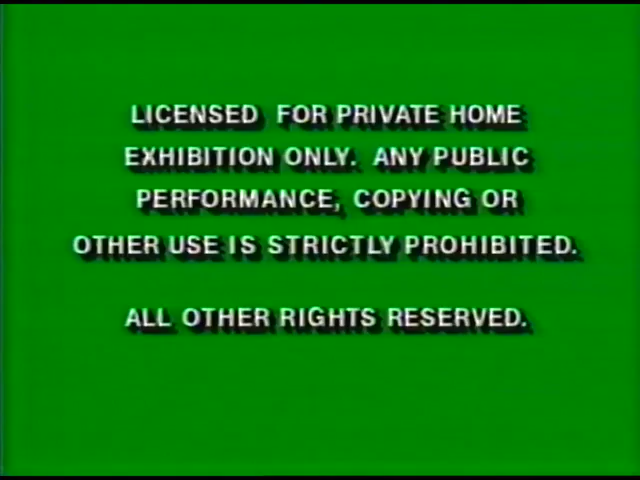 LICENSED FOR PRIVATE HOME
EXHIBITION ONLY. ANY PUBLIC
PERFORMANCE, COPYING OR
OTHER USE IS STRICTLY PROHIBITED.
ALL OTHER RIGHTS RESERVED.